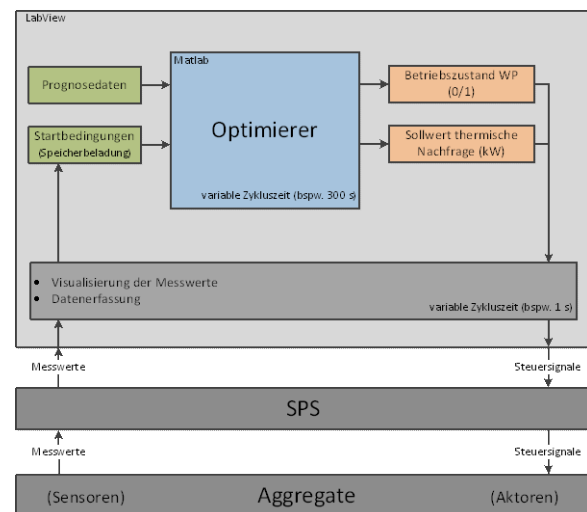 LabView
Matlab
Prognosedaten
Optimierer
Betriebszustand WP
(0/1)
Startbedingungen
(Speicherbeladung)
Sollwert thermische
Nachfrage (kW)
variable Zykluszeit (bspw. 300 s)
• Visualisierung der Messwerte
• Datenerfassung
variable Zykluszeit (bspw. 1 s)
Messwerte
Steuersignale
SPS
Messwerte
Steuersignale
(Sensoren)
Aggregate
(Aktoren)